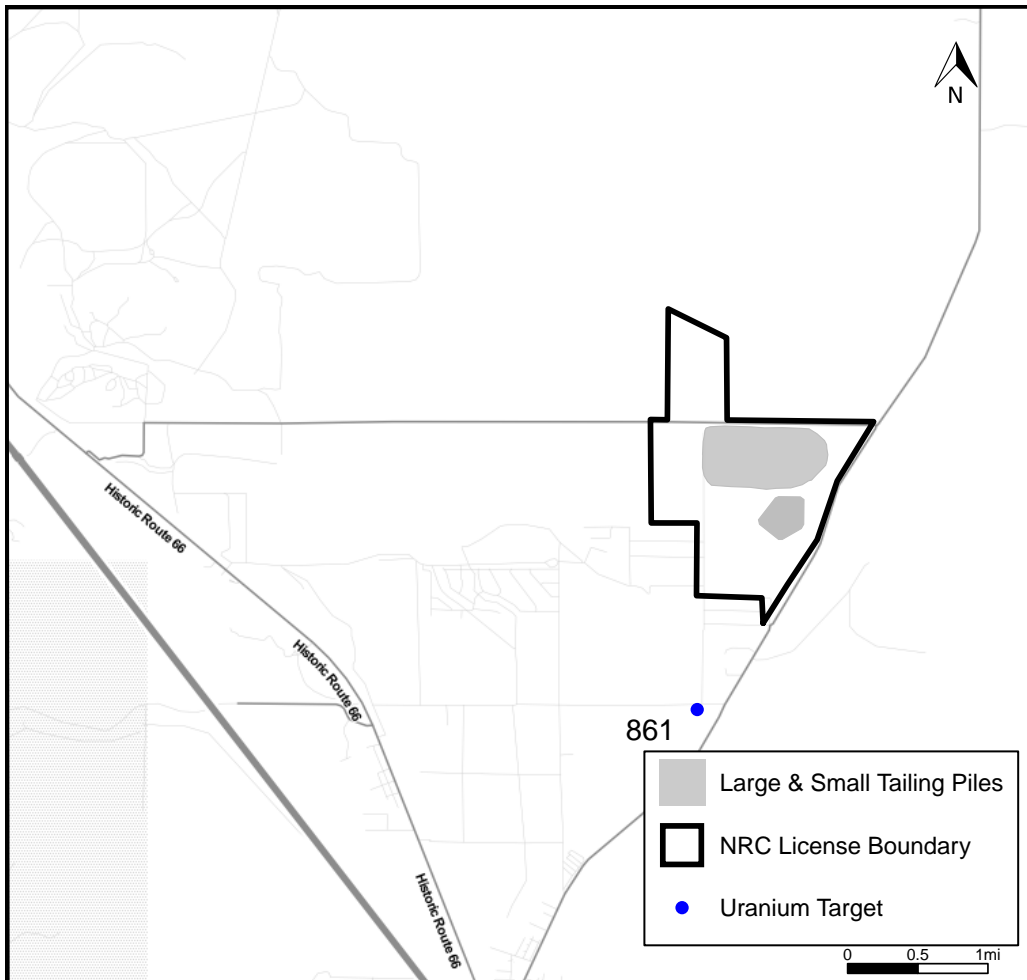 N
Historic Route 66
Historic Route 66
861
Large & Small Tailing Piles
NRC License Boundary
Historic Route 66
Uranium Target
0 0.5 1mi